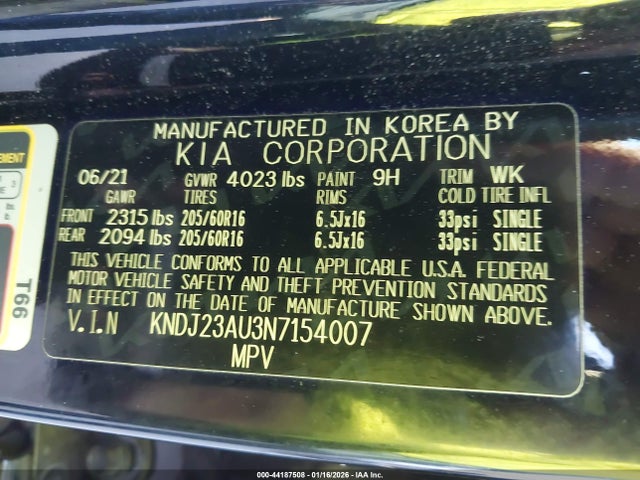 MANUFACTURED IN KOREA BY
KIA CORPORATION
06/21 GVWR 4023 lbs PAINT 9H TRIM WK
GAWR TIRES RIMS COLD TIRE INFL
FRONT 2315 lbs 205/60R16 6.5Jx16 33psi SINGLE
REAR 2094 lbs 205/60R16 6.5Jx16 33psi SINGLE
THIS VEHICLE CONFORMS TO ALL APPLICABLE U.S.A. FEDERAL
MOTOR VEHICLE SAFETY AND THEFT PREVENTION STANDARDS
IN EFFECT ON THE DATE OF MANUFACTURE SHOWN ABOVE.
V.I.N KNDJ23AU3N7154007
MPV
T66
000-44187508 - 01/16/2026 - IAA Inc.